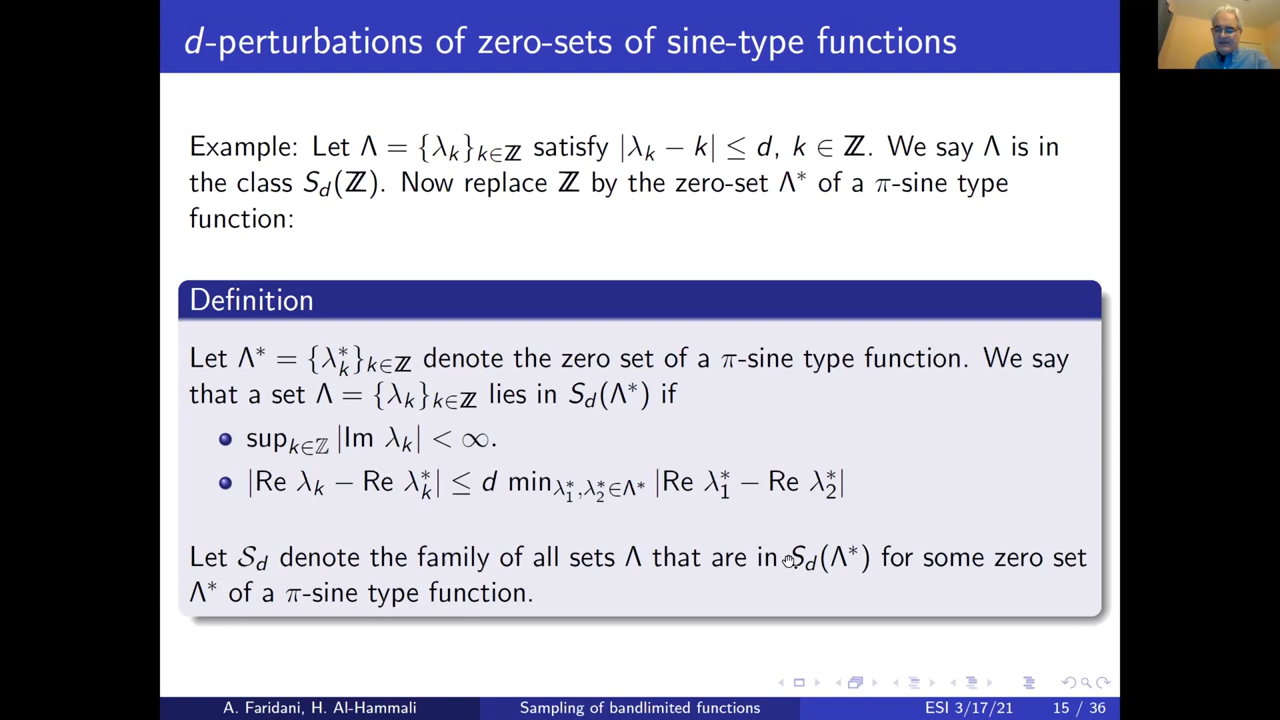 d-perturbations of zero-sets of sine-type functions
Example: Let Λ = {λ_k}_{k∈ℤ} satisfy |λ_k − k| ≤ d, k ∈ ℤ. We say Λ is in
the class S_d(ℤ). Now replace ℤ by the zero-set Λ* of a π-sine type
function:
Definition
Let Λ* = {λ*_k}_{k∈ℤ} denote the zero set of a π-sine type function. We say
that a set Λ = {λ_k}_{k∈ℤ} lies in S_d(Λ*) if
sup_{k∈ℤ} |Im λ_k| < ∞.
|Re λ_k − Re λ*_k| ≤ d min_{λ*_1,λ*_2∈Λ*} |Re λ*_1 − Re λ*_2|
Let 𝒮_d denote the family of all sets Λ that are in S_d(Λ*) for some zero set
Λ* of a π-sine type function.
A. Faridani, H. Al-Hammali Sampling of bandlimited functions ESI 3/17/21 15 / 36